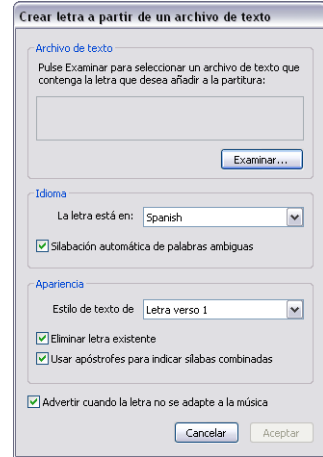 Crear letra a partir de un archivo de texto
Archivo de texto
Pulse Examinar para seleccionar un archivo de texto que
contenga la letra que desea añadir a la partitura:
Examinar...
Idioma
La letra está en: Spanish
Silabación automática de palabras ambiguas
Apariencia
Estilo de texto de Letra verso 1
Eliminar letra existente
Usar apóstrofes para indicar sílabas combinadas
Advertir cuando la letra no se adapte a la música
Cancelar Aceptar